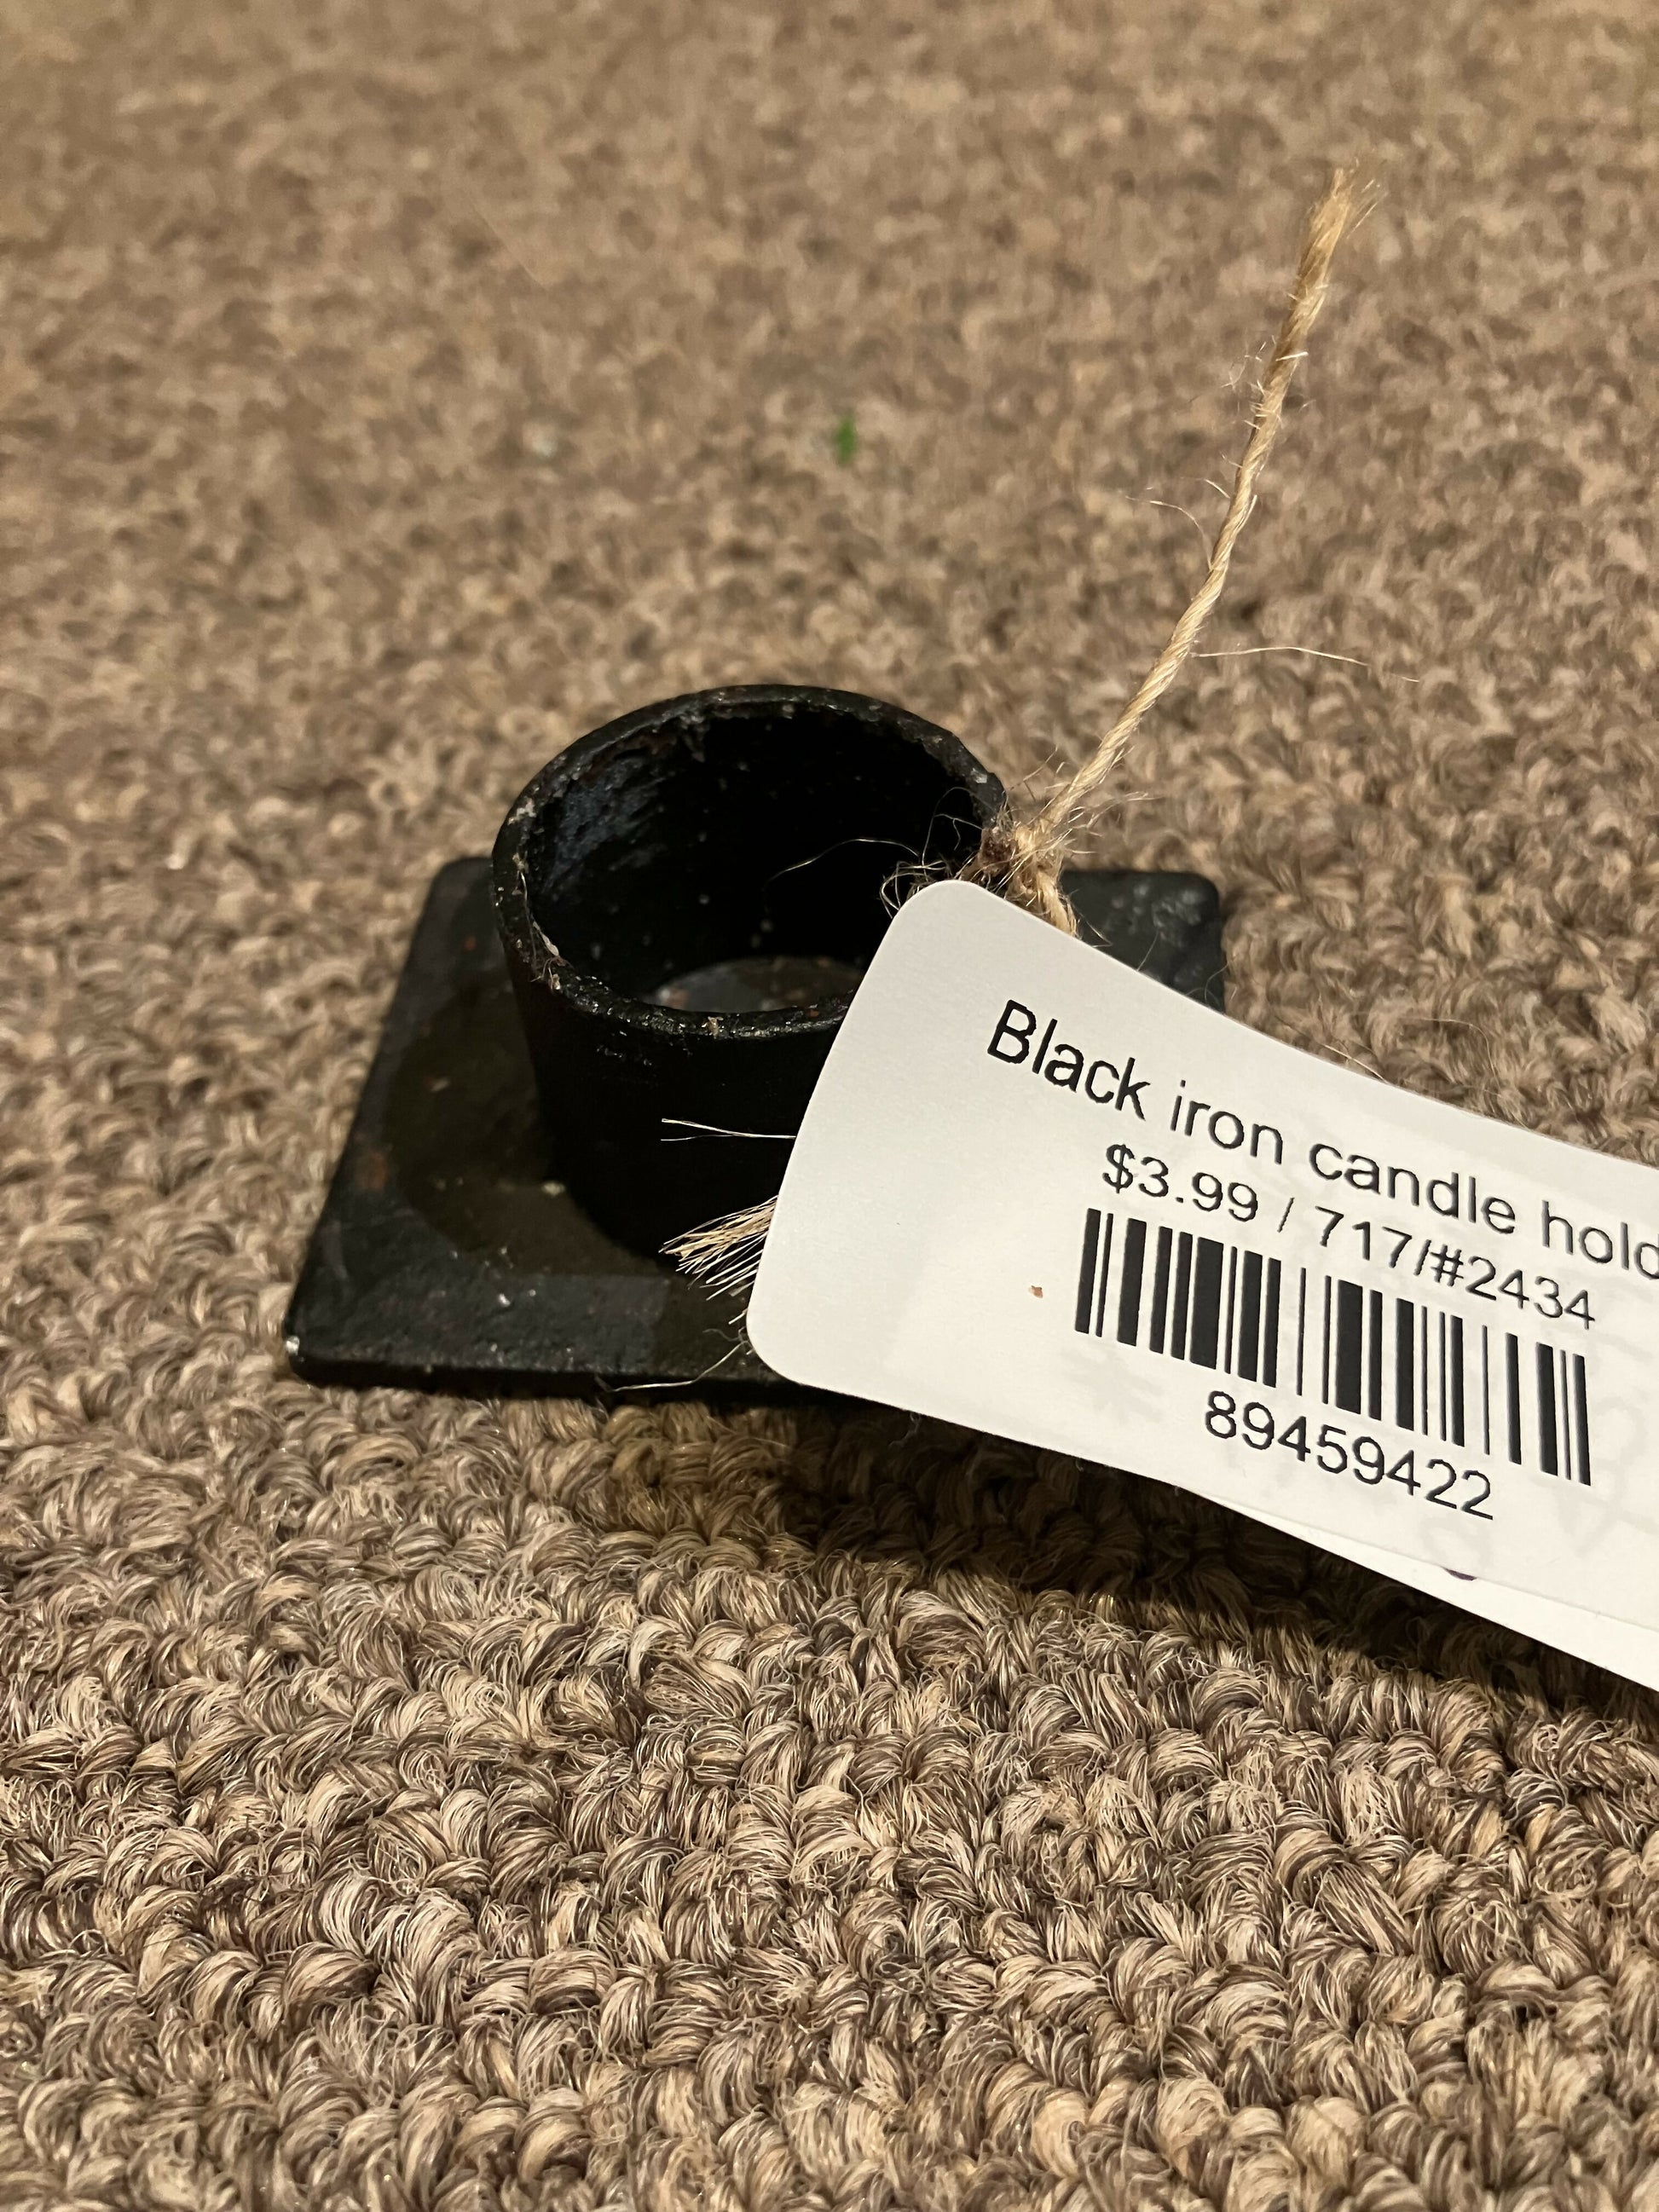 Black iron candle hold
$3.99 / 717/#2434
89459422